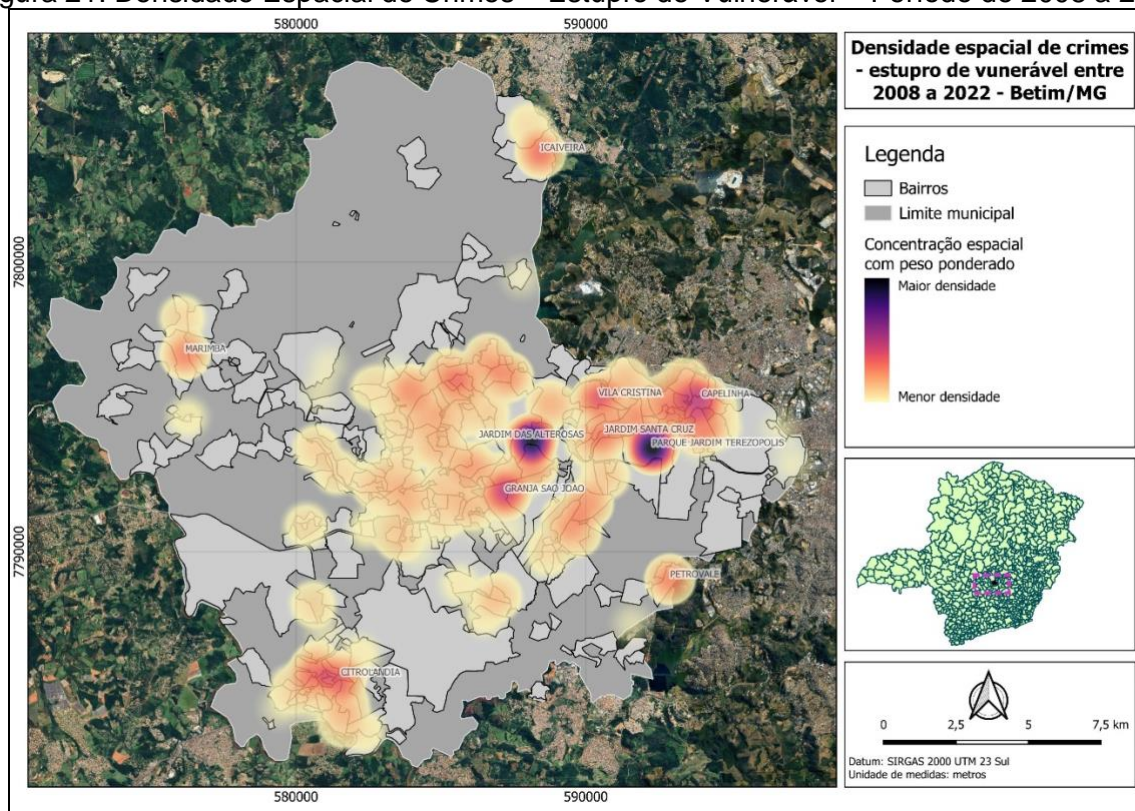 gura 21: Densidade Espacial de Crimes – Estupro de Vulnerável – Período de 2008 a 2
580000
590000
Densidade espacial de crimes
- estupro de vunerável entre
2008 a 2022 - Betim/MG
Legenda
Bairros
Limite municipal
Concentração espacial
com peso ponderado
Maior densidade
Menor densidade
7800000
7790000
ICAIVEIRA
MARIMBA
VILA CRISTINA
CAPELINHA
JARDIM DAS ALTEROSAS
JARDIM SANTA CRUZ
PARQUE JARDIM TEREZOPOLIS
GRANJA SAO JOAO
PETROVALE
CITROLANDIA
0 2,5 5 7,5 km
Datum: SIRGAS 2000 UTM 23 Sul
Unidade de medidas: metros
580000
590000